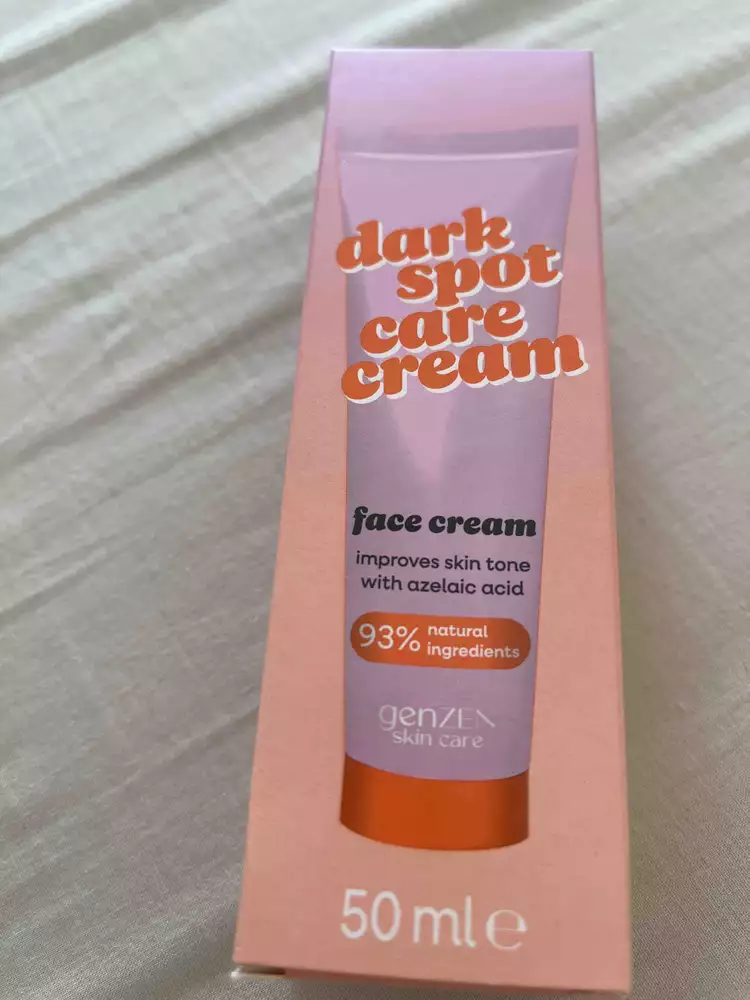 dark
spot
care
cream
face cream
improves skin tone
with azelaic acid
93% natural
ingredients
genZEN
skin care
50 ml e